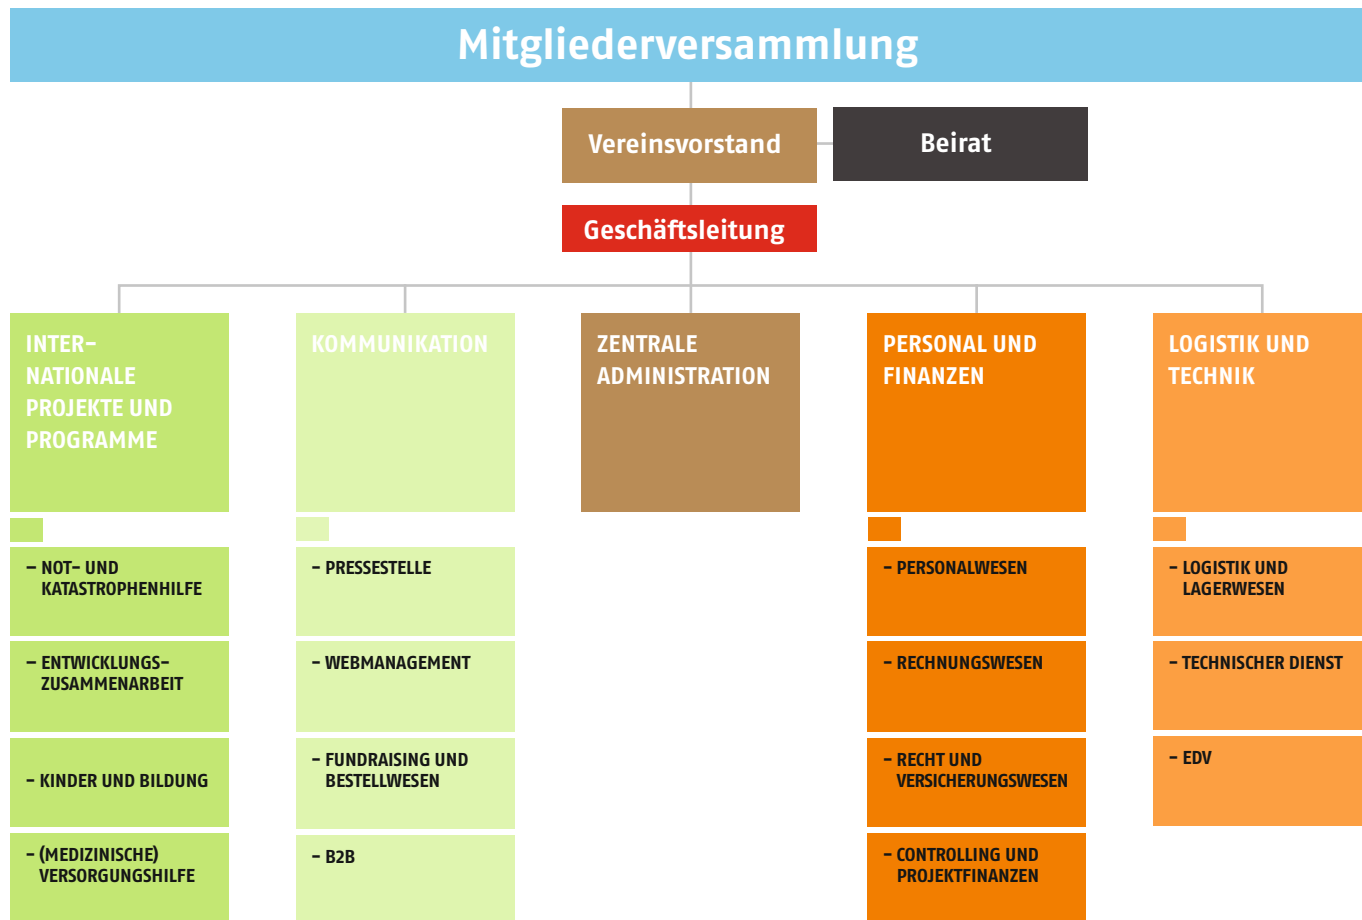 Mitgliederversammlung
Vereinsvorstand
Beirat
Geschäftsleitung
INTER-
NATIONALE
PROJEKTE UND
PROGRAMME
KOMMUNIKATION
ZENTRALE
ADMINISTRATION
PERSONAL UND
FINANZEN
LOGISTIK UND
TECHNIK
- NOT- UND
KATASTROPHENHILFE
- ENTWICKLUNGS-
ZUSAMMENARBEIT
- KINDER UND BILDUNG
- (MEDIZINISCHE)
VERSORGUNGSHILFE
- PRESSESTELLE
- WEBMANAGEMENT
- FUNDRAISING UND
BESTELLWESEN
- B2B
- PERSONALWESEN
- RECHNUNGSWESEN
- RECHT UND
VERSICHERUNGSWESEN
- CONTROLLING UND
PROJEKTFINANZEN
- LOGISTIK UND
LAGERWESEN
- TECHNISCHER DIENST
- EDV